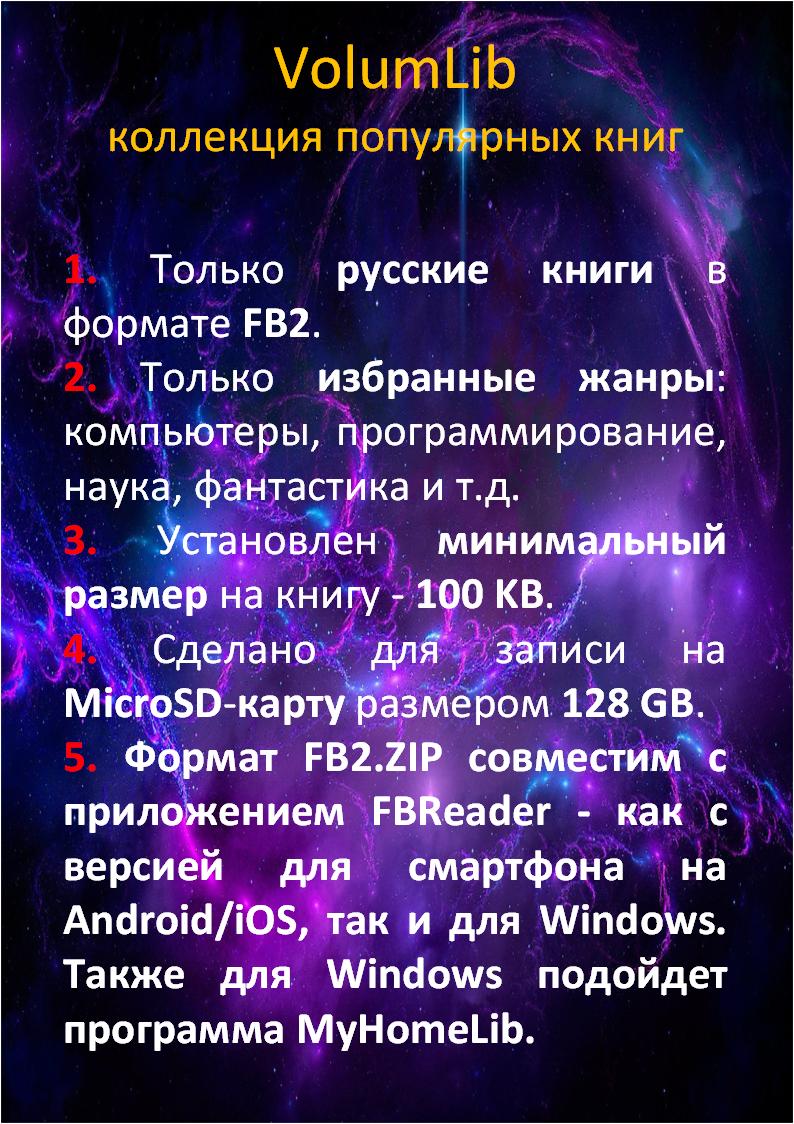 VolumLib
коллекция популярных книг
1. Только русские книги в
формате FB2.
2. Только избранные жанры:
компьютеры, программирование,
наука, фантастика и т.д.
3. Установлен минимальный
размер на книгу - 100 KB.
4. Сделано для записи на
MicroSD-карту размером 128 GB.
5. Формат FB2.ZIP совместим с
приложением FBReader - как с
версией для смартфона на
Android/iOS, так и для Windows.
Также для Windows подойдет
программа MyHomeLib.